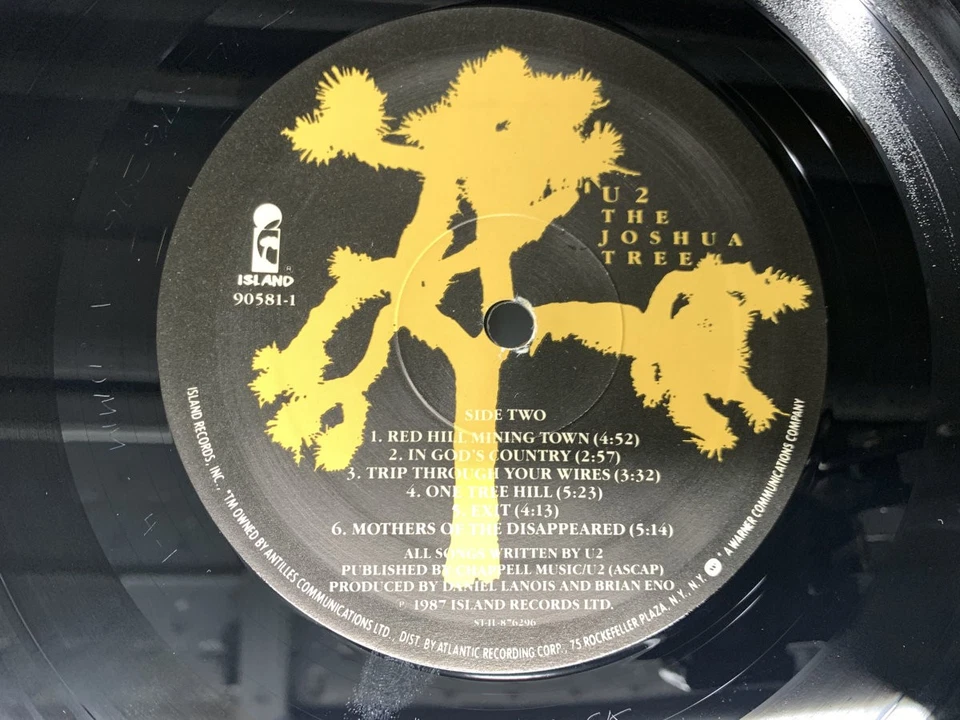 U 2
THE
JOSHUA
TREE
ISLAND
®
90581-1
SIDE TWO
1. RED HILL MINING TOWN (4:52)
2. IN GOD'S COUNTRY (2:57)
3. TRIP THROUGH YOUR WIRES (3:32)
4. ONE TREE HILL (5:23)
5. EXIT (4:13)
6. MOTHERS OF THE DISAPPEARED (5:14)
ALL SONGS WRITTEN BY U2
PUBLISHED BY CHAPPELL MUSIC/U2 (ASCAP)
PRODUCED BY DANIEL LANOIS AND BRIAN ENO
℗ 1987 ISLAND RECORDS LTD.
ST-II-876296
ISLAND RECORDS, INC., *TM OWNED BY ANTILLES COMMUNICATIONS LTD., DIST. BY ATLANTIC RECORDING CORP., 75 ROCKEFELLER PLAZA, N.Y., N.Y. * A WARNER COMMUNICATIONS COMPANY